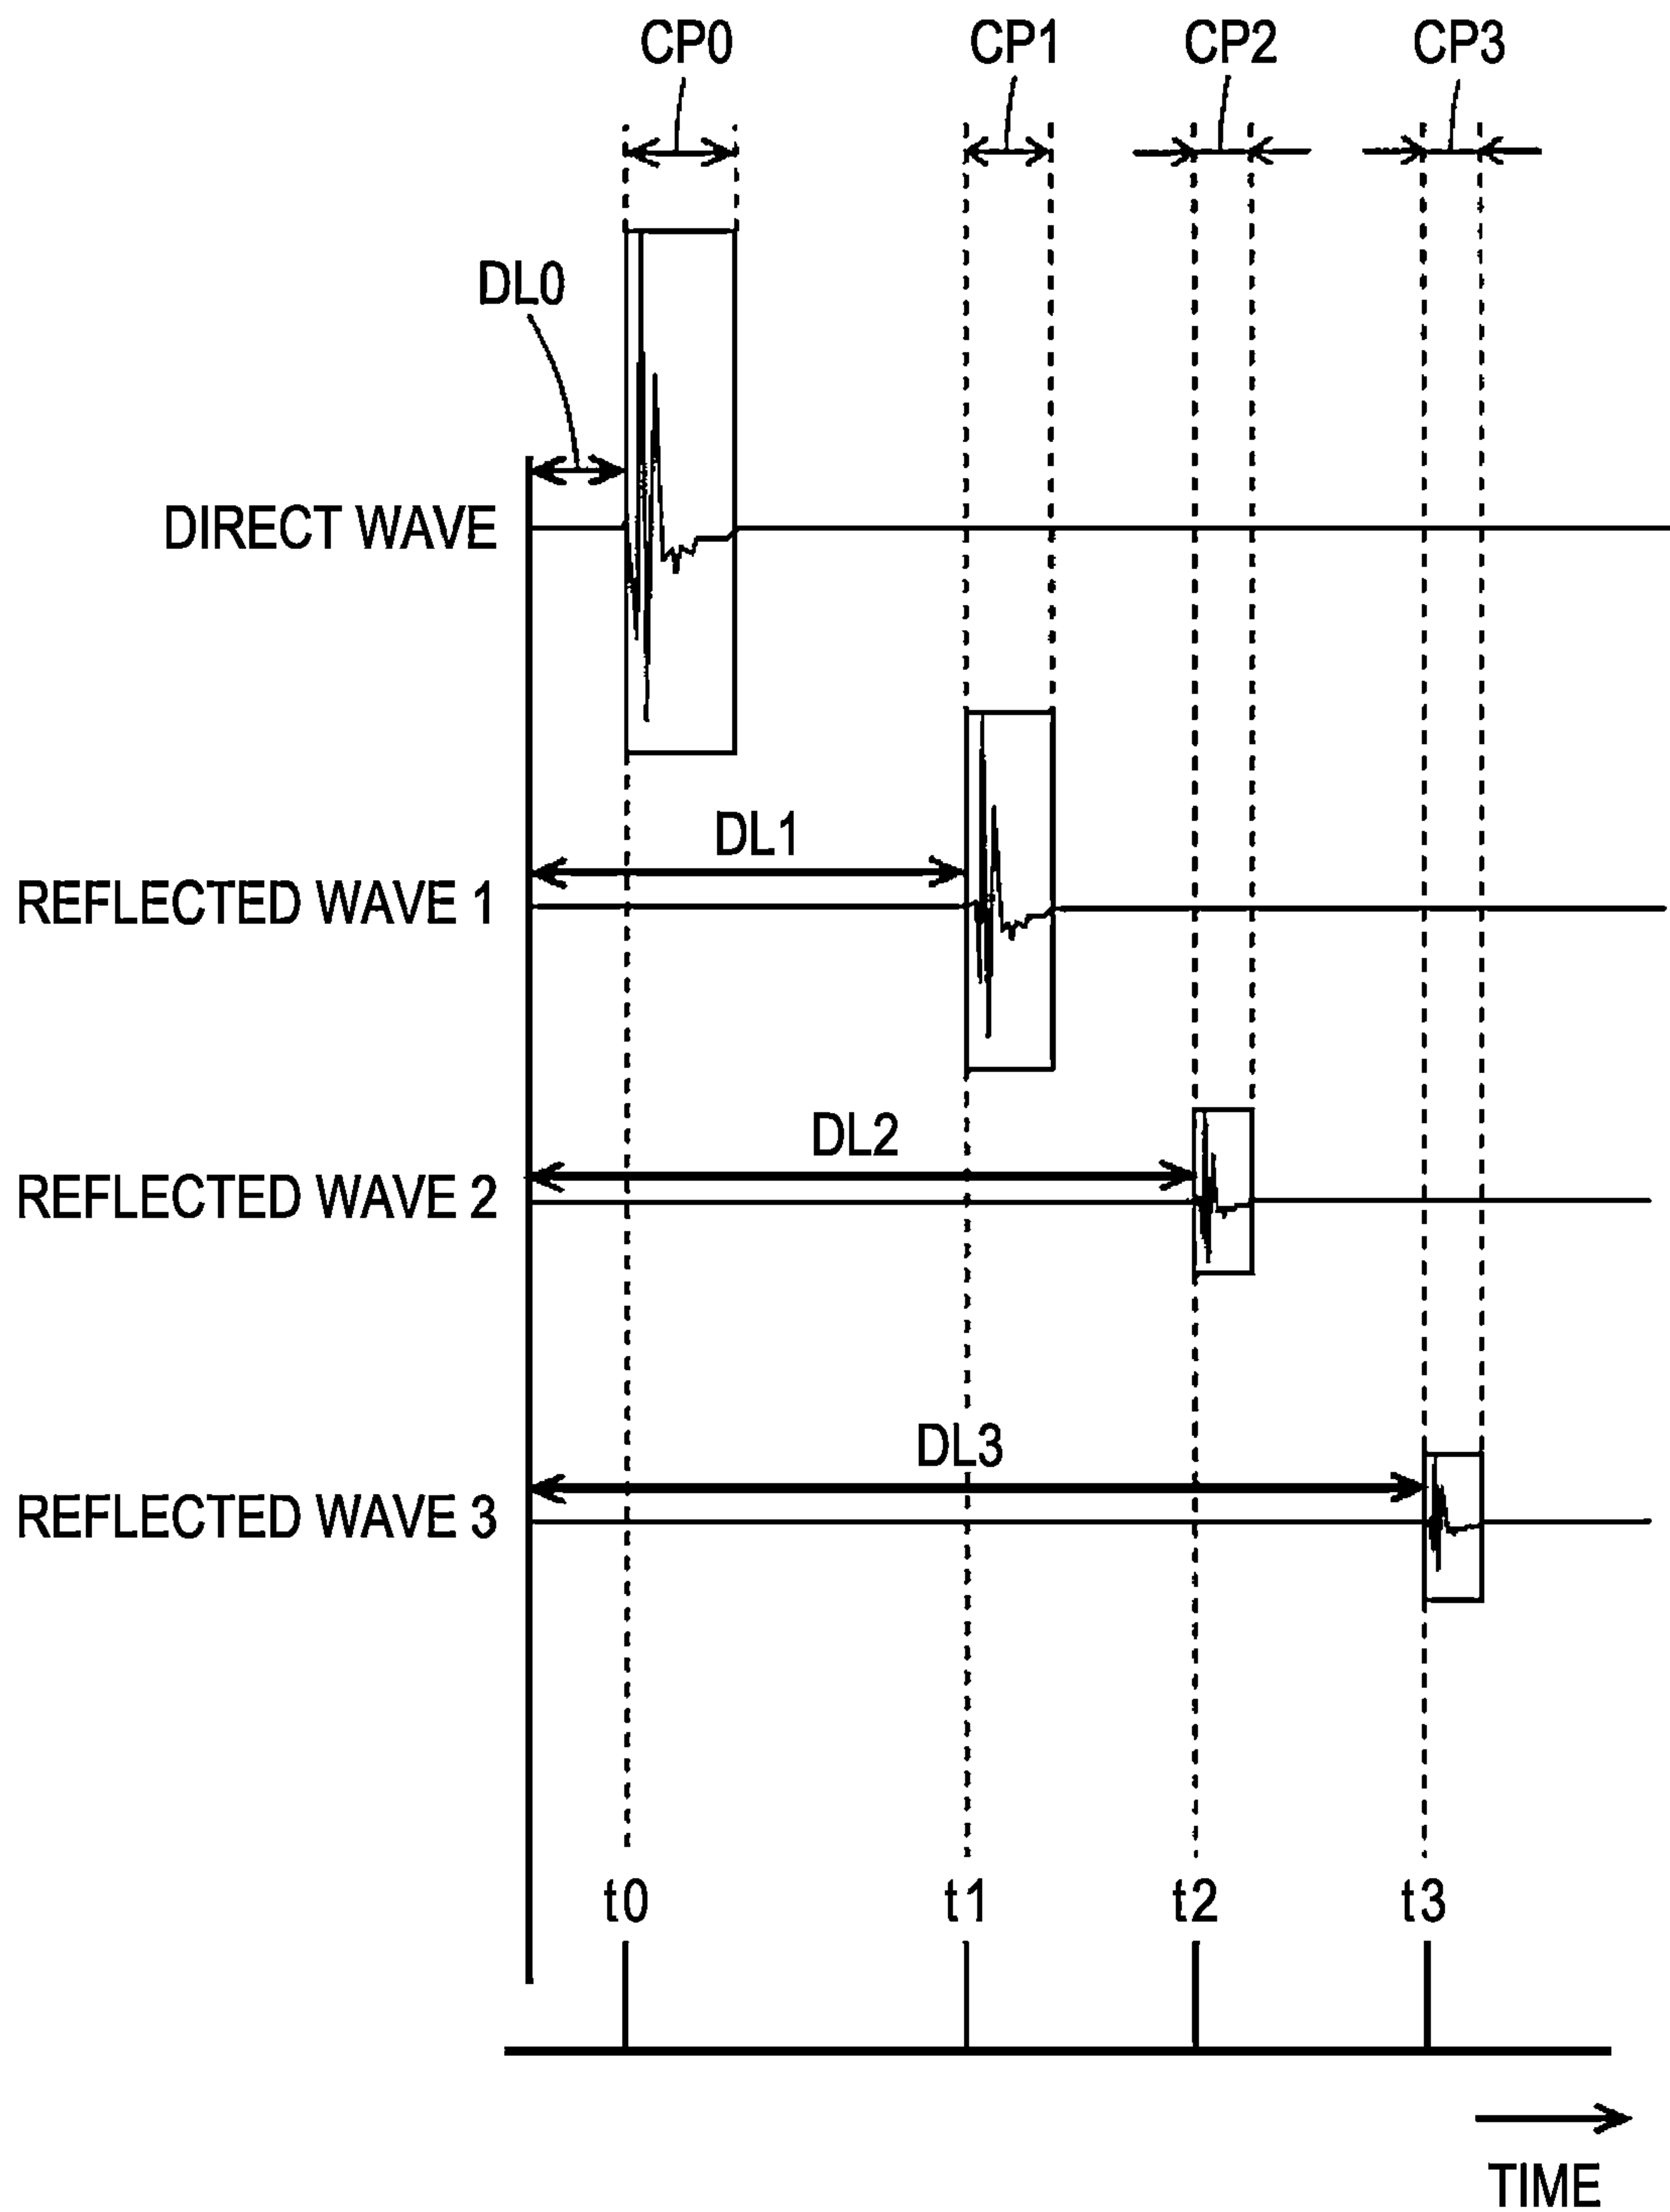 CP0 CP1 CP2 CP3
DL0
DIRECT WAVE
DL1
REFLECTED WAVE 1
DL2
REFLECTED WAVE 2
DL3
REFLECTED WAVE 3
t0 t1 t2 t3
TIME